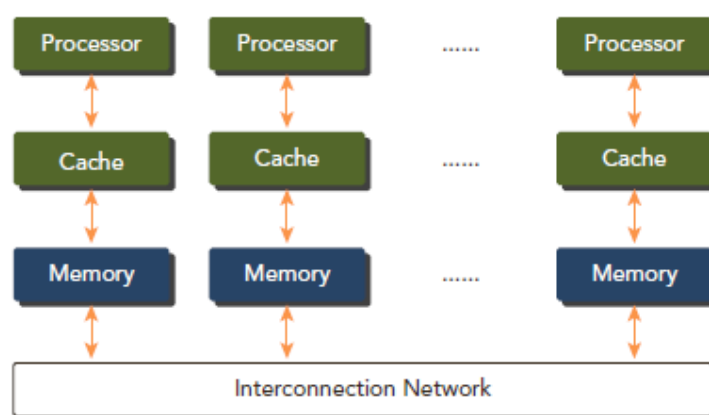 Processor Processor ...... Processor
Cache Cache ...... Cache
Memory Memory ...... Memory
Interconnection Network